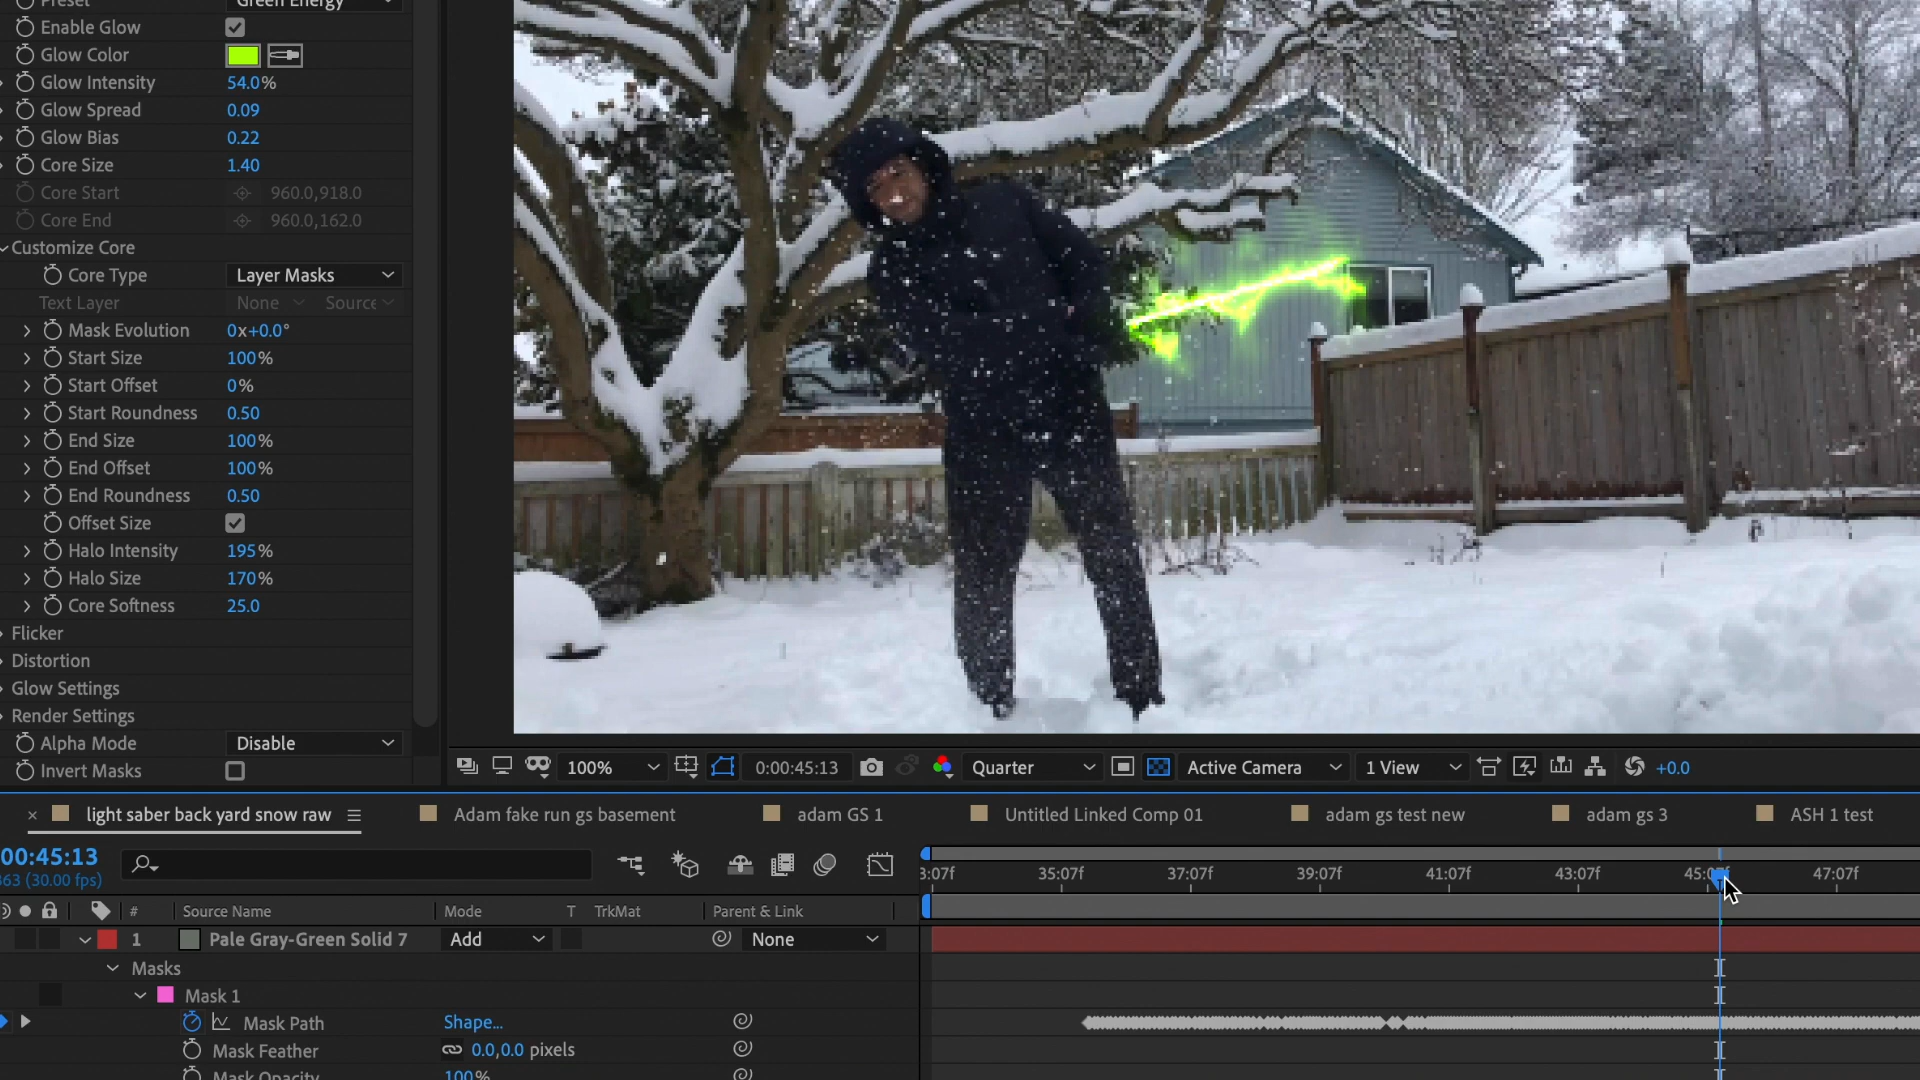 Preset Green Energy
Enable Glow
Glow Color
Glow Intensity 54.0%
Glow Spread 0.09
Glow Bias 0.22
Core Size 1.40
Core Start 960.0,918.0
Core End 960.0,162.0
Customize Core
Core Type Layer Masks
Text Layer None Source
Mask Evolution 0x+0.0°
Start Size 100%
Start Offset 0%
Start Roundness 0.50
End Size 100%
End Offset 100%
End Roundness 0.50
Offset Size
Halo Intensity 195%
Halo Size 170%
Core Softness 25.0
Flicker
Distortion
Glow Settings
Render Settings
Alpha Mode Disable
Invert Masks
100% 0:00:45:13 Quarter Active Camera 1 View +0.0
× light saber back yard snow raw Adam fake run gs basement adam GS 1 Untitled Linked Comp 01 adam gs test new adam gs 3 ASH 1 test
00:45:13
363 (30.00 fps)
3:07f 35:07f 37:07f 39:07f 41:07f 43:07f 45:07f 47:07f
# Source Name Mode T TrkMat Parent & Link
1 Pale Gray-Green Solid 7 Add None
Masks
Mask 1
Mask Path Shape...
Mask Feather 0.0,0.0 pixels
Mask Opacity 100%